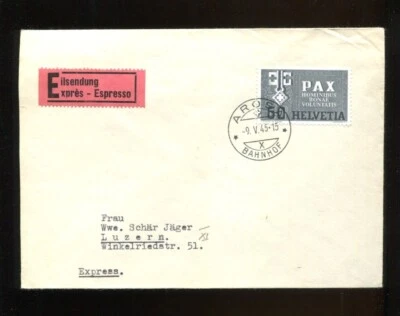 Eilsendung
Exprès - Espresso
PAX
HOMINIBUS
BONAE
VOLUNTATIS
60 HELVETIA
-9. V. 45-15
X
BAHNHOF
Frau
Wwe. Schär Jäger
Luzern.
Winkelriedstr. 51.
Express.